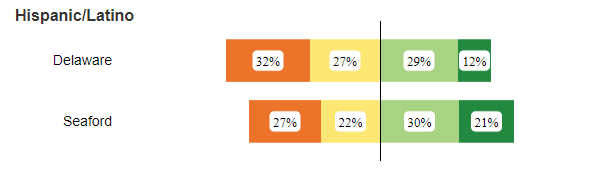 Hispanic/Latino
Delaware 32% 27% 29% 12%
Seaford 27% 22% 30% 21%